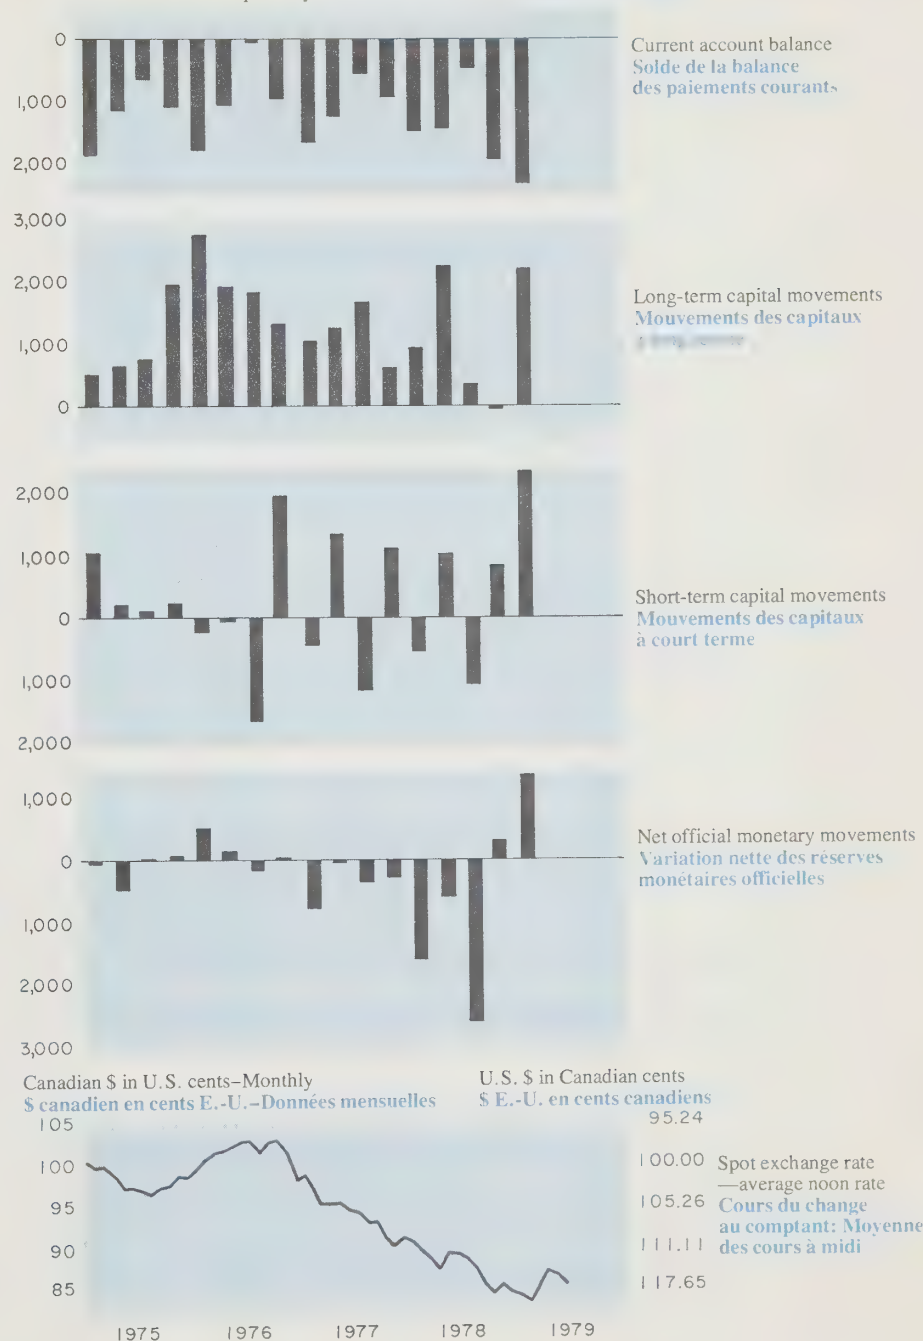 0
1,000
2,000
Current account balance
Solde de la balance
des paiements courants
3,000
2,000
1,000
0
Long-term capital movements
Mouvements des capitaux
2,000
1,000
0
1,000
2,000
Short-term capital movements
Mouvements des capitaux
à court terme
1,000
0
1,000
2,000
3,000
Net official monetary movements
Variation nette des réserves
monétaires officielles
Canadian $ in U.S. cents–Monthly
$ canadien en cents E.-U.–Données mensuelles
U.S. $ in Canadian cents
$ E.-U. en cents canadiens
105
100
95
90
85
95.24
100.00
105.26
111.11
117.65
Spot exchange rate
—average noon rate
Cours du change
au comptant: Moyenne
des cours à midi
1975 1976 1977 1978 1979